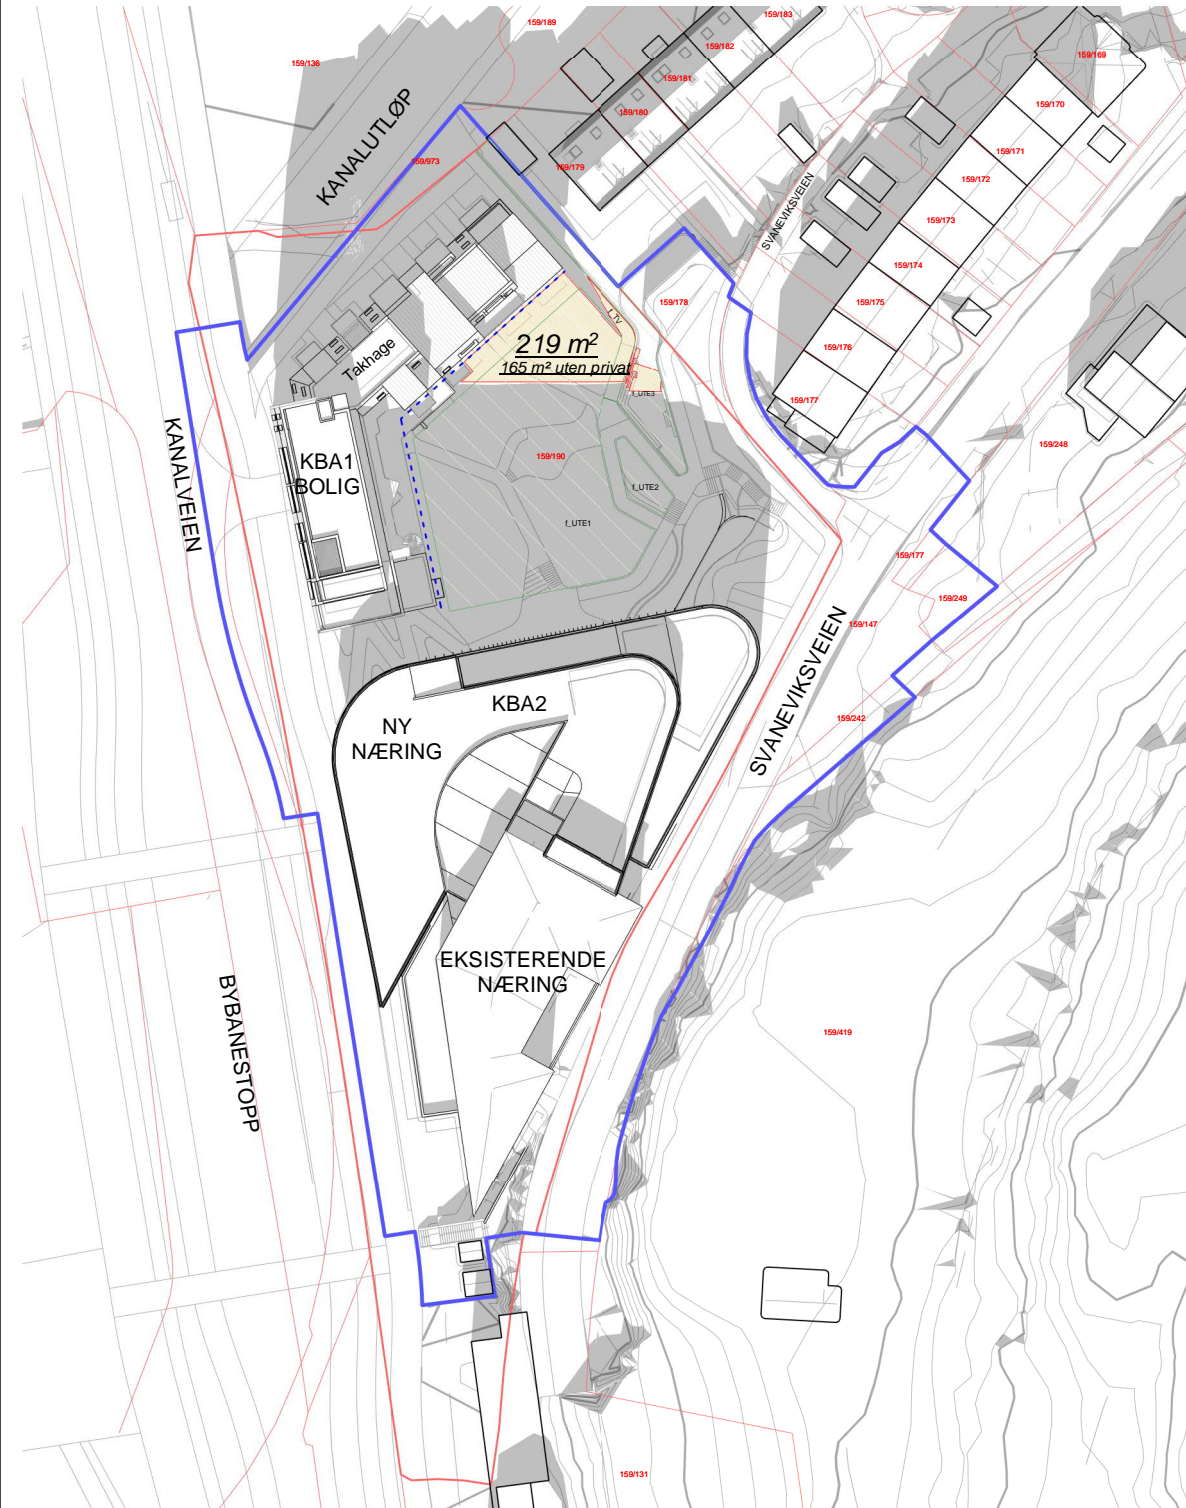 159/183
159/189
159/182
159/136
159/169
159/181
159/170
159/180
KANALUTLØP
159/171
159/973
159/179
159/172
SVANEVIKSVEIEN
159/173
159/174
159/178
159/175
f_TV
219 m²
159/176
165 m² uten privat
Takhage
f_UTE3
159/177
159/248
KANALVEIEN
159/190
KBA1
BOLIG
f_UTE2
f_UTE1
159/177
159/249
159/147
SVANEVIKSVEIEN
KBA2
159/242
NY
NÆRING
EKSISTERENDE
NÆRING
BYBANESTOPP
159/419
159/131